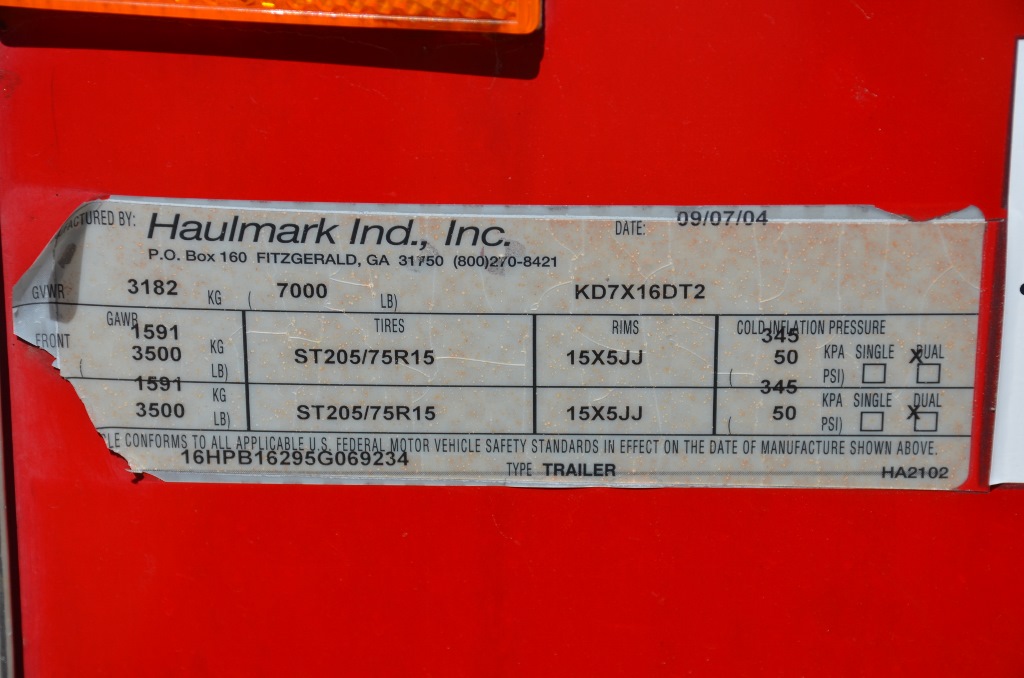 ACTURED BY: Haulmark Ind., Inc. DATE: 09/07/04
P.O. Box 160 FITZGERALD, GA 31750 (800)270-8421
GVWR 3182 KG ( 7000 LB) KD7X16DT2
GAWR TIRES RIMS COLD INFLATION PRESSURE
FRONT 1591 KG 345 KPA SINGLE DUAL
( 3500 LB) ST205/75R15 15X5JJ ( 50 PSI) X
1591 KG 345 KPA SINGLE DUAL
3500 LB) ST205/75R15 15X5JJ ( 50 PSI) X
CLE CONFORMS TO ALL APPLICABLE U.S. FEDERAL MOTOR VEHICLE SAFETY STANDARDS IN EFFECT ON THE DATE OF MANUFACTURE SHOWN ABOVE.
16HPB16295G069234 TYPE TRAILER HA2102